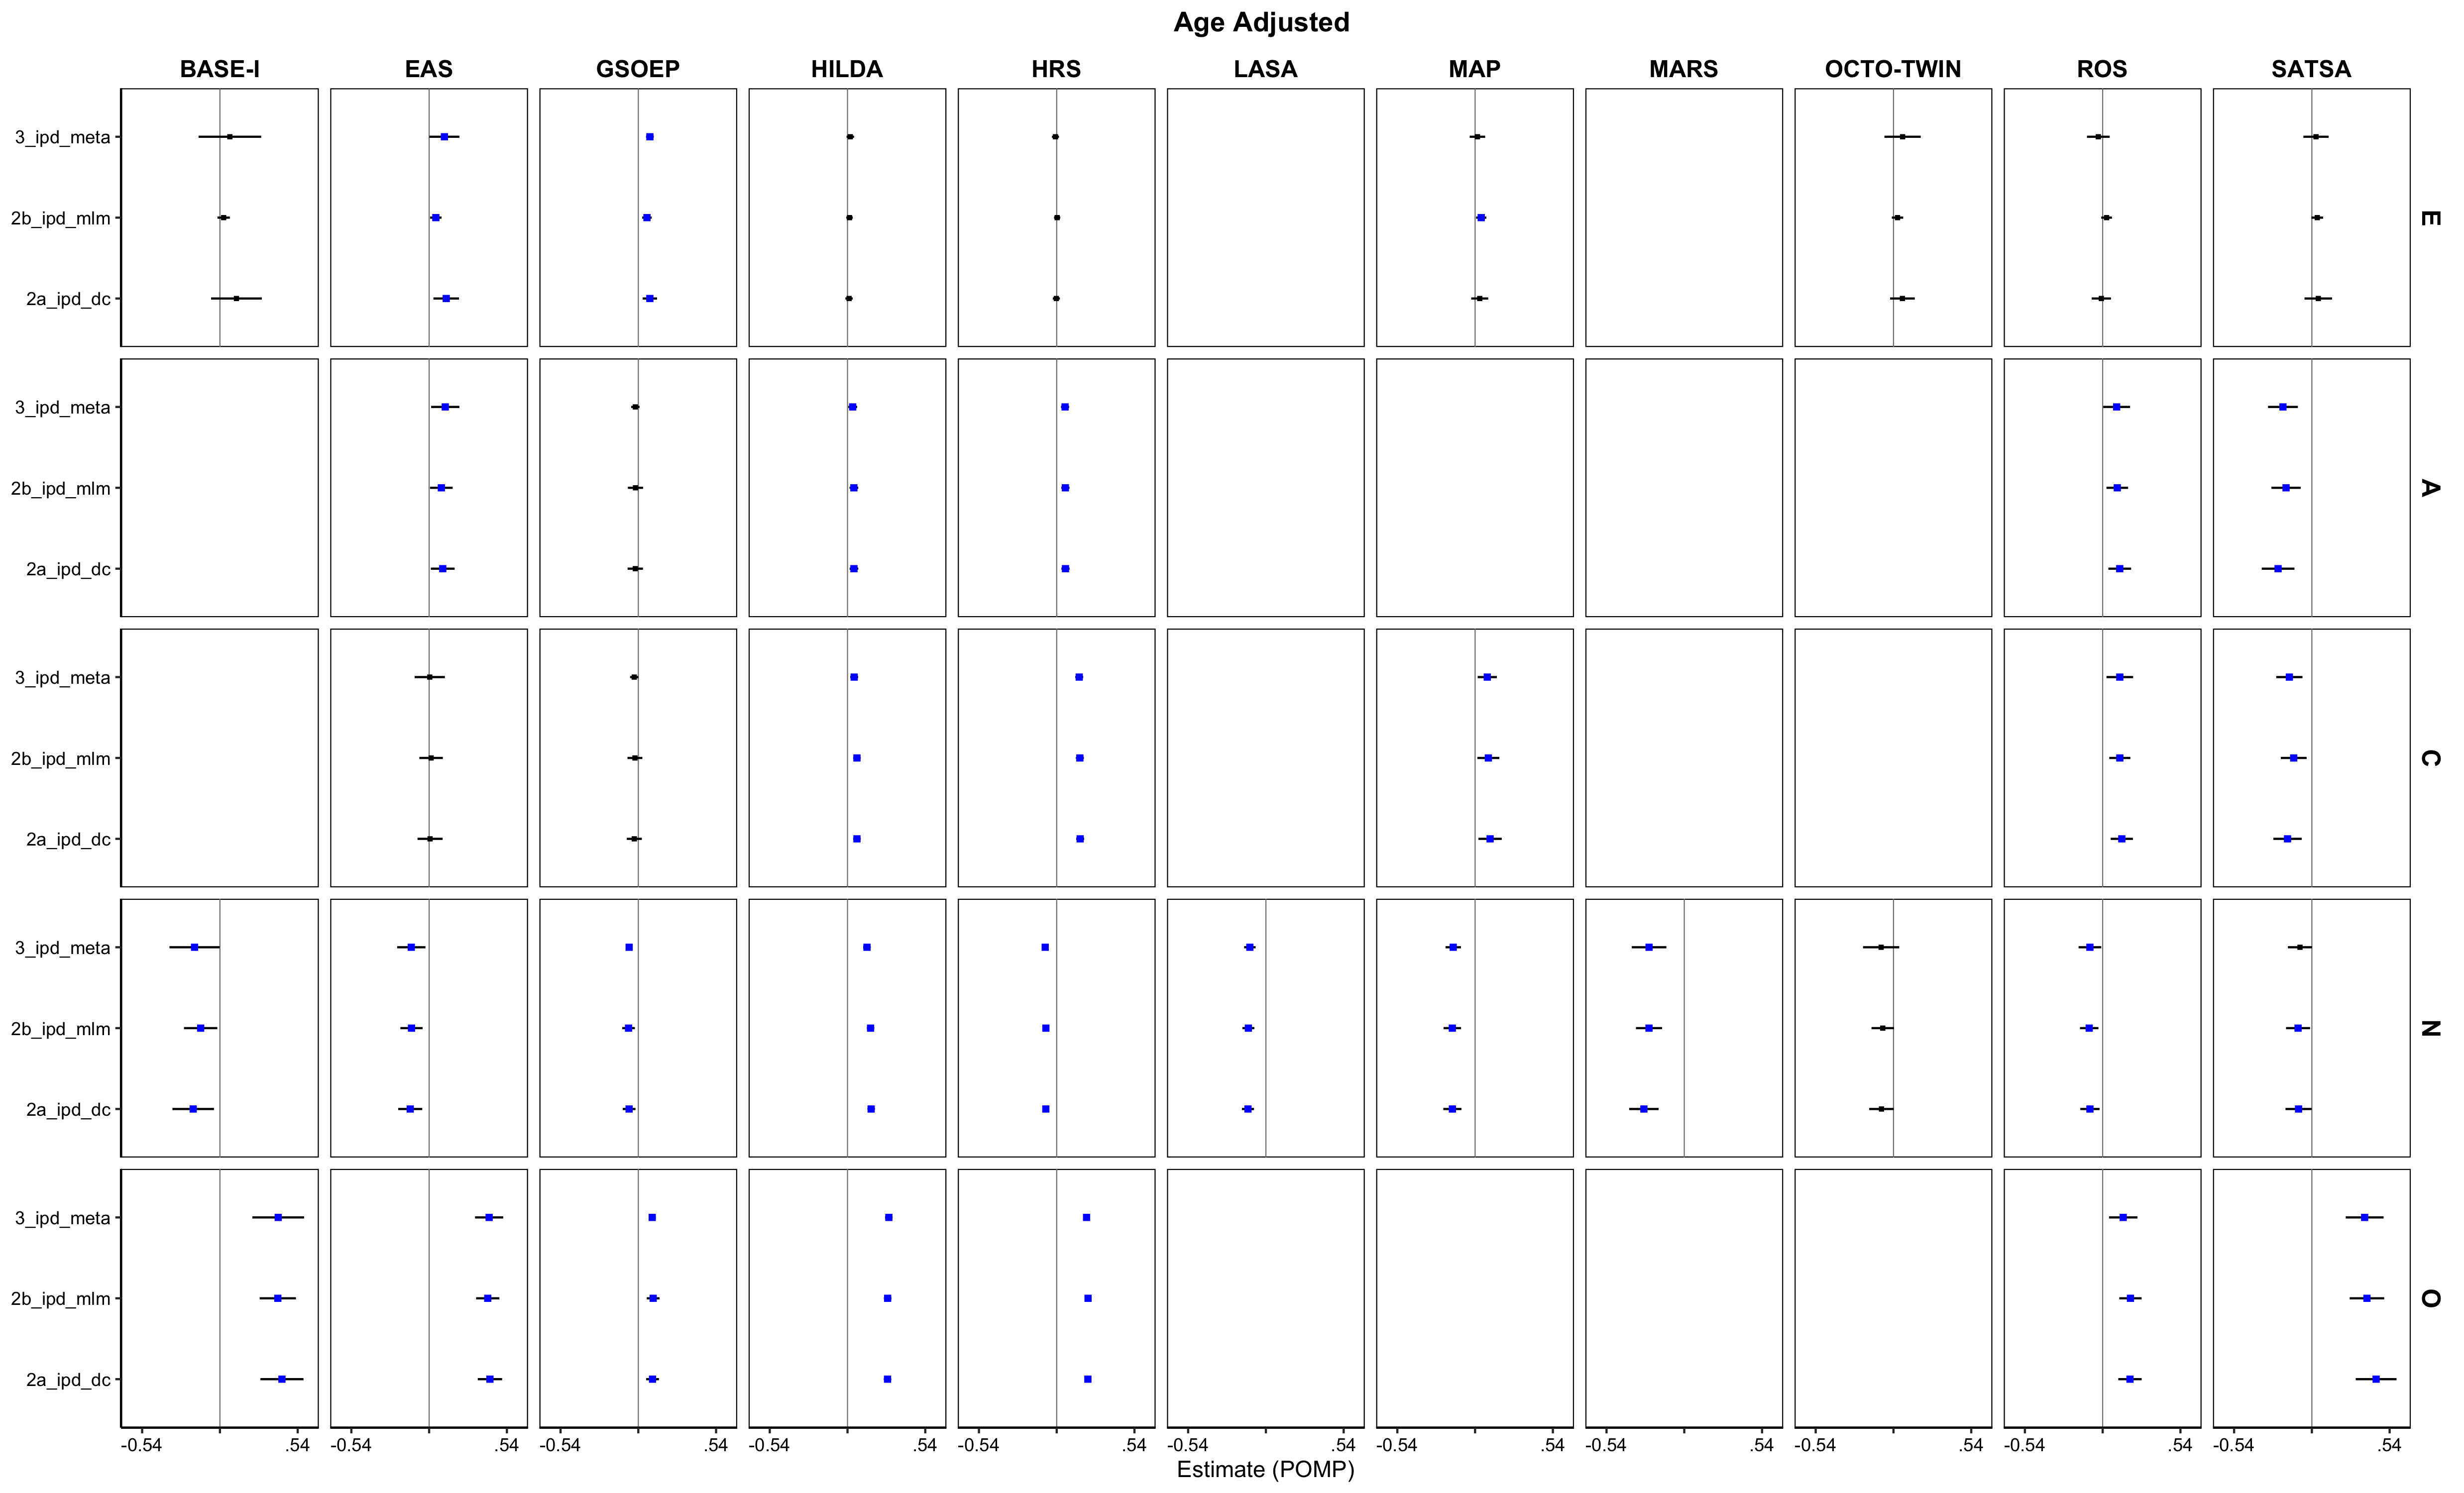 Age Adjusted
BASE-I EAS GSOEP HILDA HRS LASA MAP MARS OCTO-TWIN ROS SATSA
3_ipd_meta
2b_ipd_mlm E
2a_ipd_dc
3_ipd_meta
2b_ipd_mlm A
2a_ipd_dc
3_ipd_meta
2b_ipd_mlm C
2a_ipd_dc
3_ipd_meta
2b_ipd_mlm N
2a_ipd_dc
3_ipd_meta
2b_ipd_mlm O
2a_ipd_dc
-0.54 .54 -0.54 .54 -0.54 .54 -0.54 .54 -0.54 .54 -0.54 .54 -0.54 .54 -0.54 .54 -0.54 .54 -0.54 .54 -0.54 .54
Estimate (POMP)